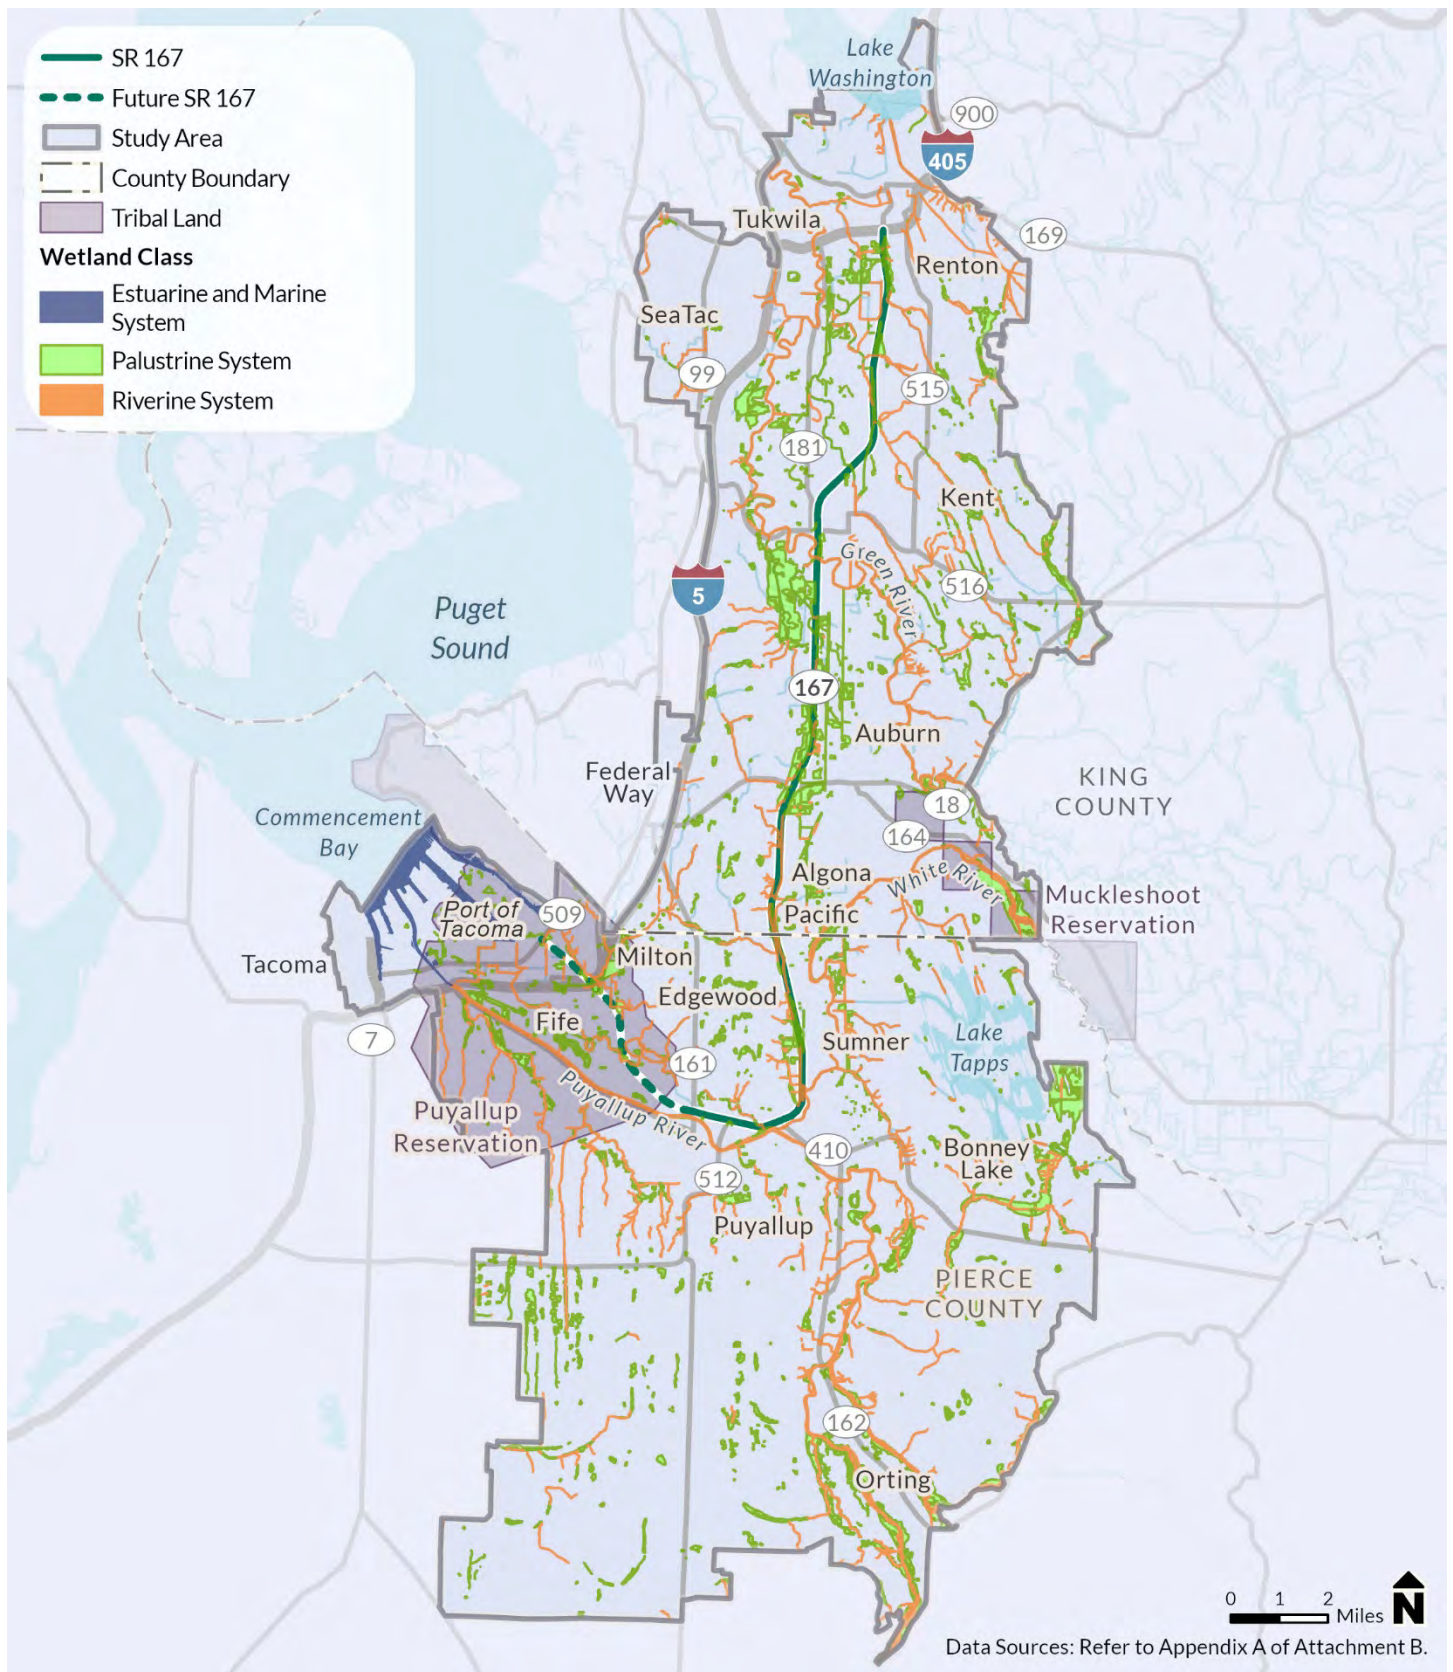 SR 167
Future SR 167
Study Area
County Boundary
Tribal Land
Wetland Class
Estuarine and Marine
System
Palustrine System
Riverine System
Lake
Washington
900
405
169
Tukwila
Renton
SeaTac
99
515
181
Kent
Green River
516
5
Puget
Sound
167
Auburn
Federal
Way
KING
COUNTY
18
164
Commencement
Bay
Algona
White River
Muckleshoot
Reservation
Pacific
Port of
Tacoma
509
Tacoma
Milton
Edgewood
Fife
7
161
Sumner
Lake
Tapps
Puyallup River
Puyallup
Reservation
410
Bonney
Lake
512
Puyallup
PIERCE
COUNTY
162
Orting
0 1 2
Miles
N
Data Sources: Refer to Appendix A of Attachment B.